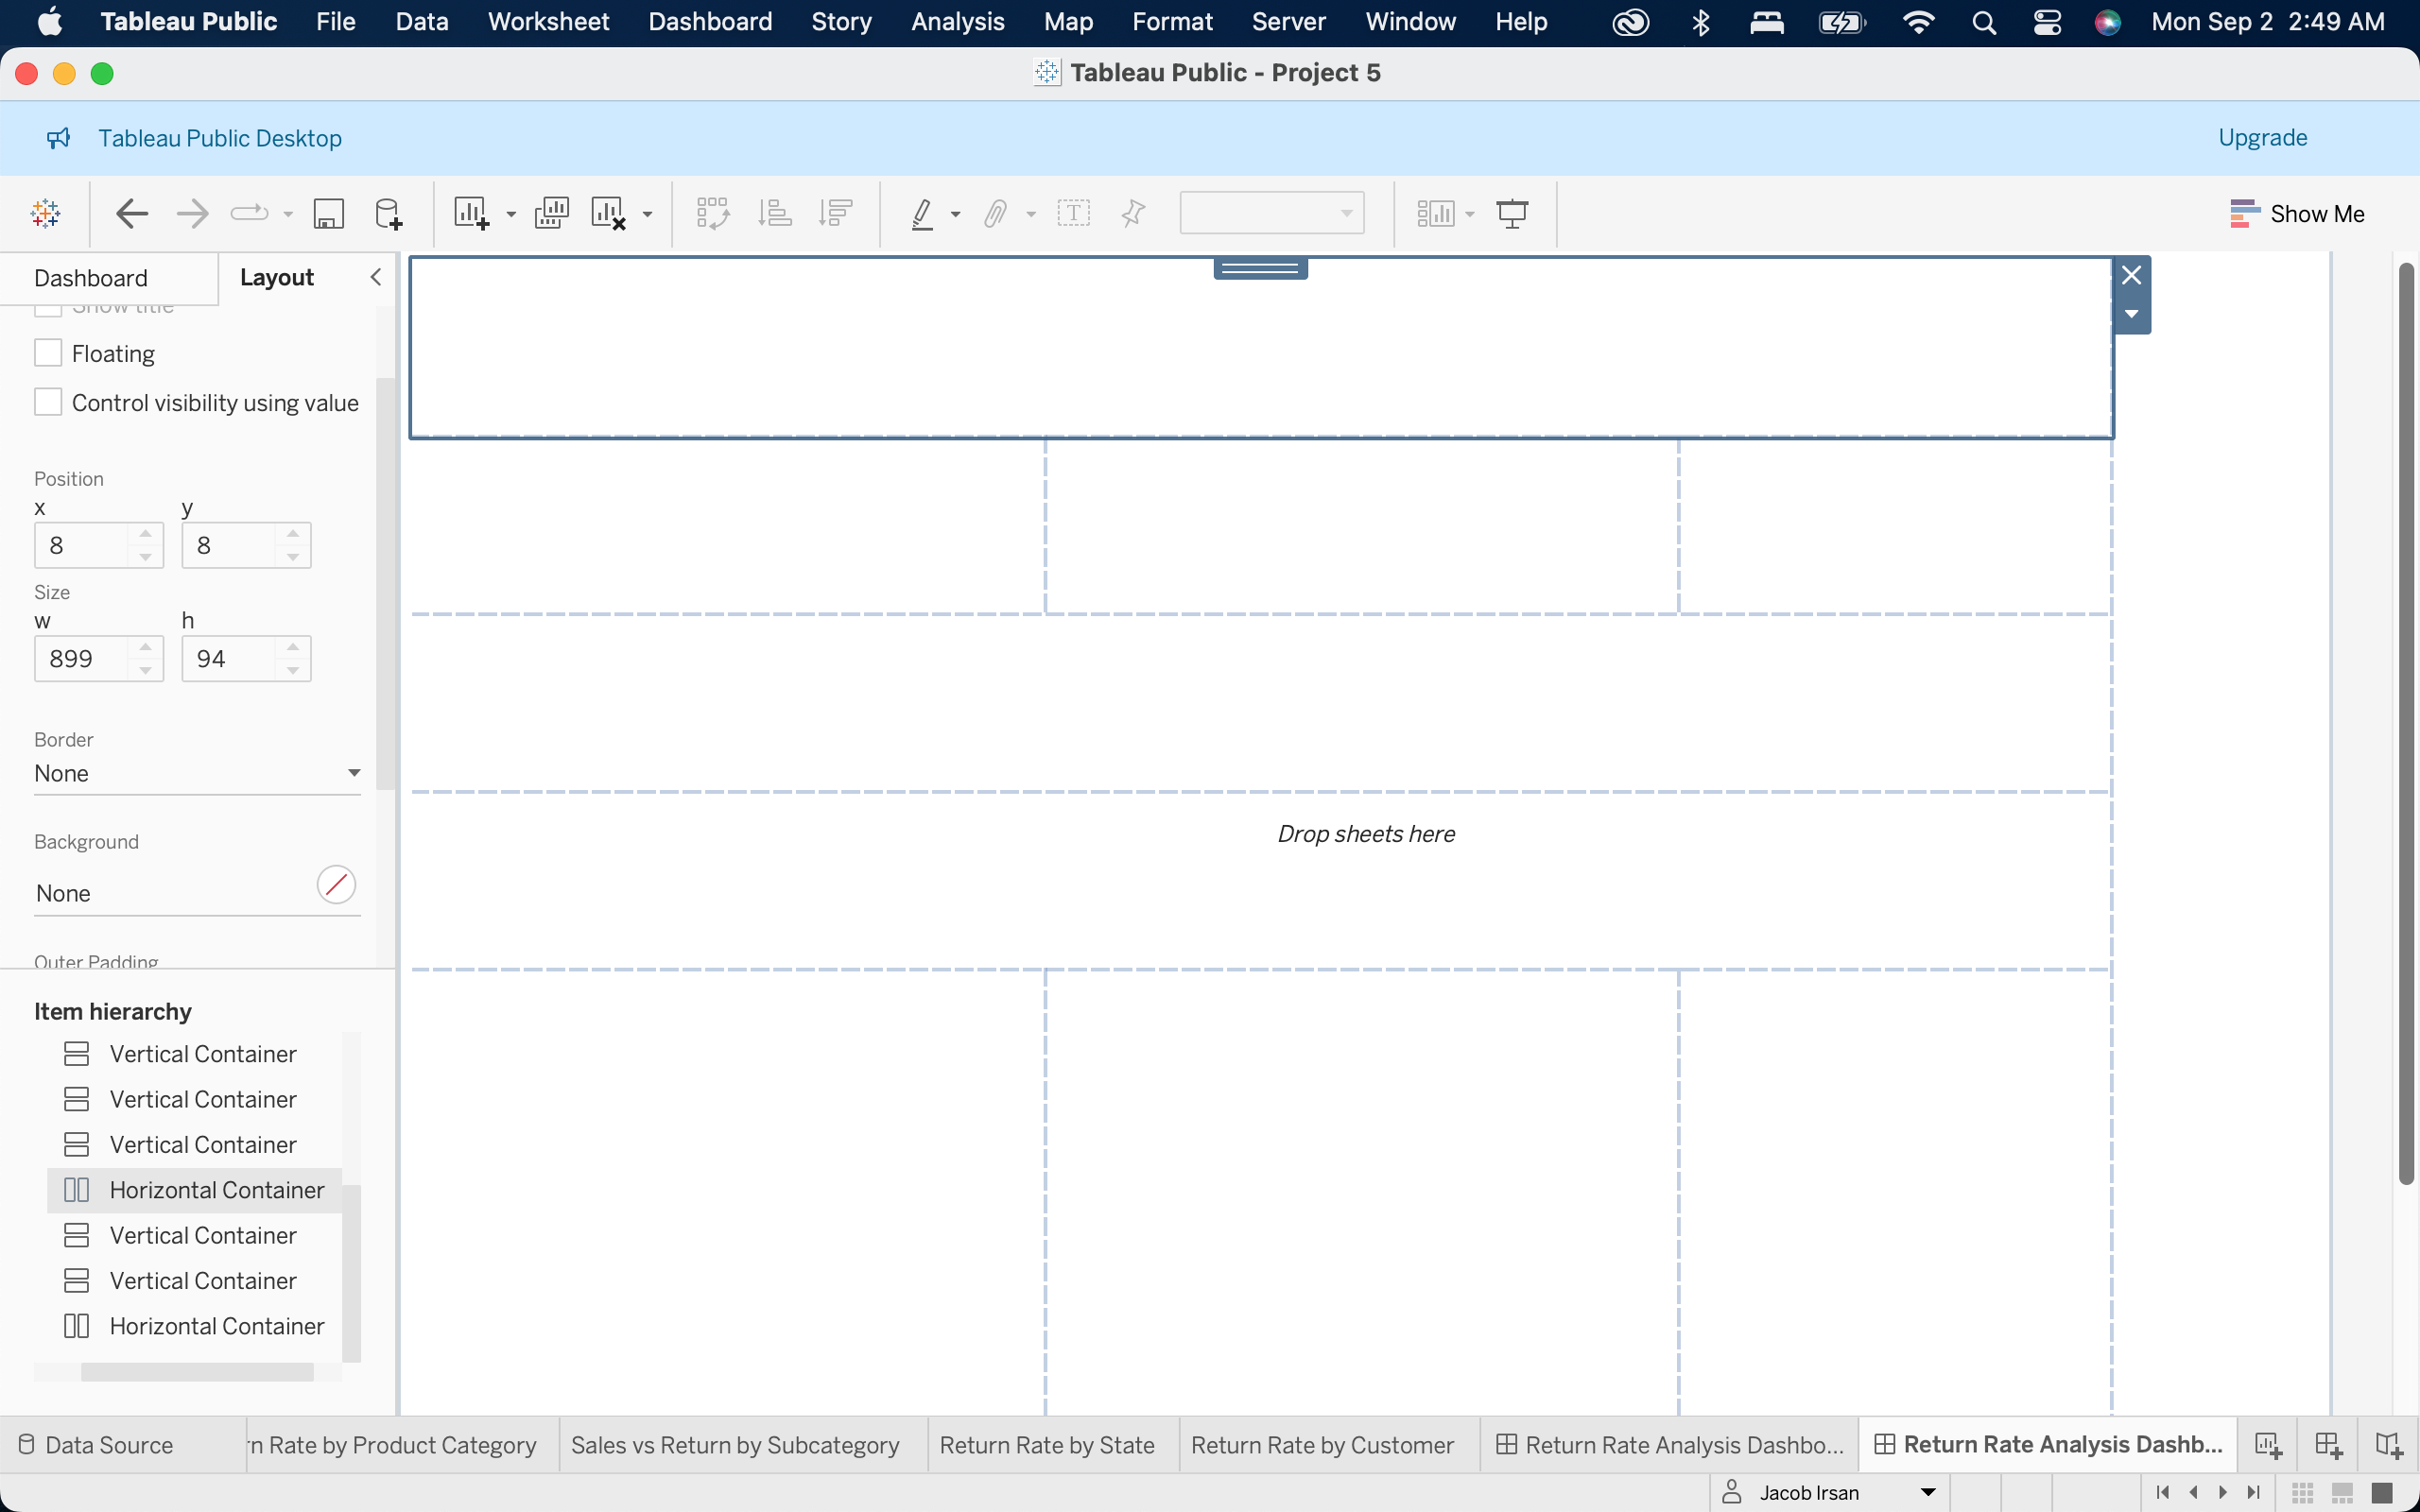 Tableau Public File Data Worksheet Dashboard Story Analysis Map Format Server Window Help Mon Sep 2 2:49 AM
Tableau Public - Project 5
Tableau Public Desktop Upgrade
Show Me
Dashboard Layout
Show title
Floating
Control visibility using value
Position
x y
8 8
Size
w h
899 94
Border
None
Background
None
Outer Padding
Drop sheets here
Item hierarchy
Vertical Container
Vertical Container
Vertical Container
Horizontal Container
Vertical Container
Vertical Container
Horizontal Container
Data Source rn Rate by Product Category Sales vs Return by Subcategory Return Rate by State Return Rate by Customer Return Rate Analysis Dashbo... Return Rate Analysis Dashb...
Jacob Irsan